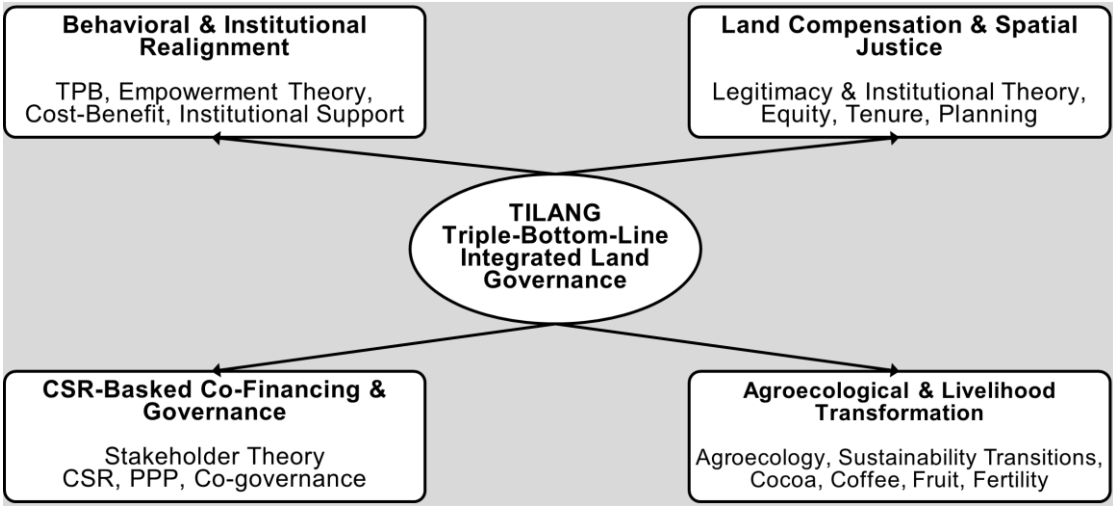 Behavioral & Institutional
Realignment
TPB, Empowerment Theory,
Cost-Benefit, Institutional Support
Land Compensation & Spatial
Justice
Legitimacy & Institutional Theory,
Equity, Tenure, Planning
TILANG
Triple-Bottom-Line
Integrated Land
Governance
CSR-Basked Co-Financing &
Governance
Stakeholder Theory
CSR, PPP, Co-governance
Agroecological & Livelihood
Transformation
Agroecology, Sustainability Transitions,
Cocoa, Coffee, Fruit, Fertility